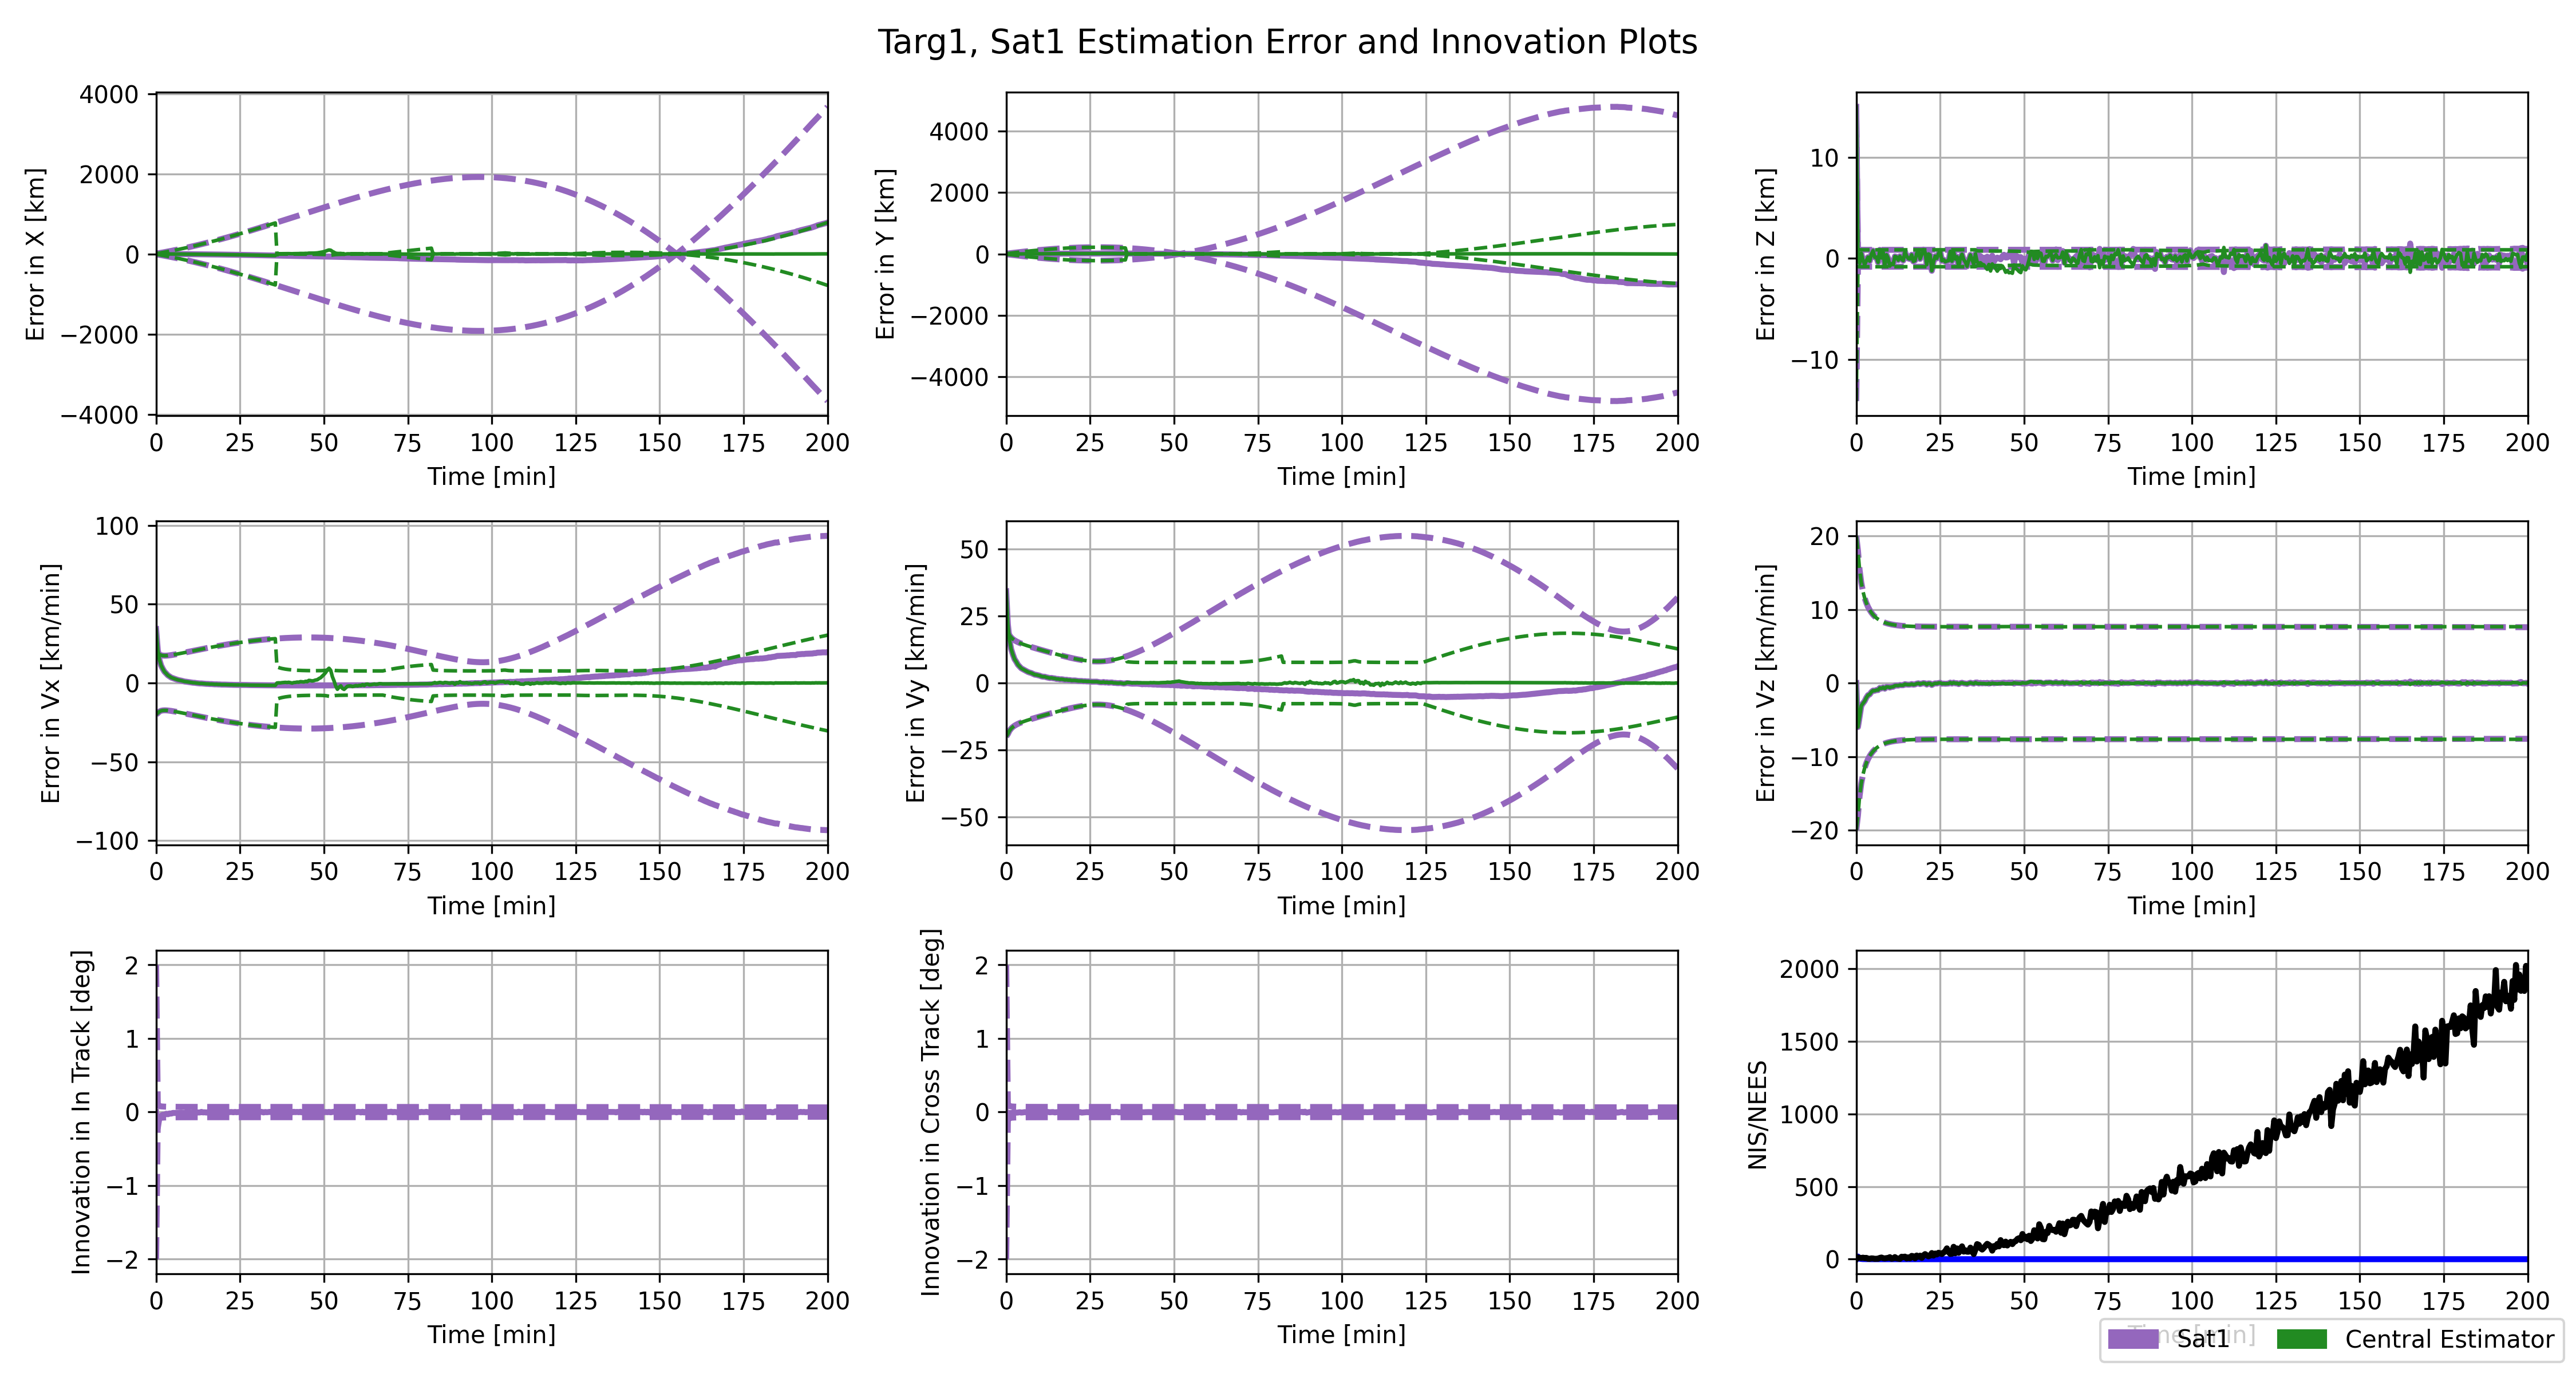 Targ1, Sat1 Estimation Error and Innovation Plots
4000
2000
0
−2000
−4000
Error in X [km]
0 25 50 75 100 125 150 175 200
Time [min]
4000
2000
0
−2000
−4000
Error in Y [km]
0 25 50 75 100 125 150 175 200
Time [min]
10
0
−10
Error in Z [km]
0 25 50 75 100 125 150 175 200
Time [min]
100
50
0
−50
−100
Error in Vx [km/min]
0 25 50 75 100 125 150 175 200
Time [min]
50
25
0
−25
−50
Error in Vy [km/min]
0 25 50 75 100 125 150 175 200
Time [min]
20
10
0
−10
−20
Error in Vz [km/min]
0 25 50 75 100 125 150 175 200
Time [min]
2
1
0
−1
−2
Innovation in In Track [deg]
0 25 50 75 100 125 150 175 200
Time [min]
2
1
0
−1
−2
Innovation in Cross Track [deg]
0 25 50 75 100 125 150 175 200
Time [min]
2000
1500
1000
500
0
NIS/NEES
0 25 50 75 100 125 150 175 200
Time [min]
Sat1 Central Estimator